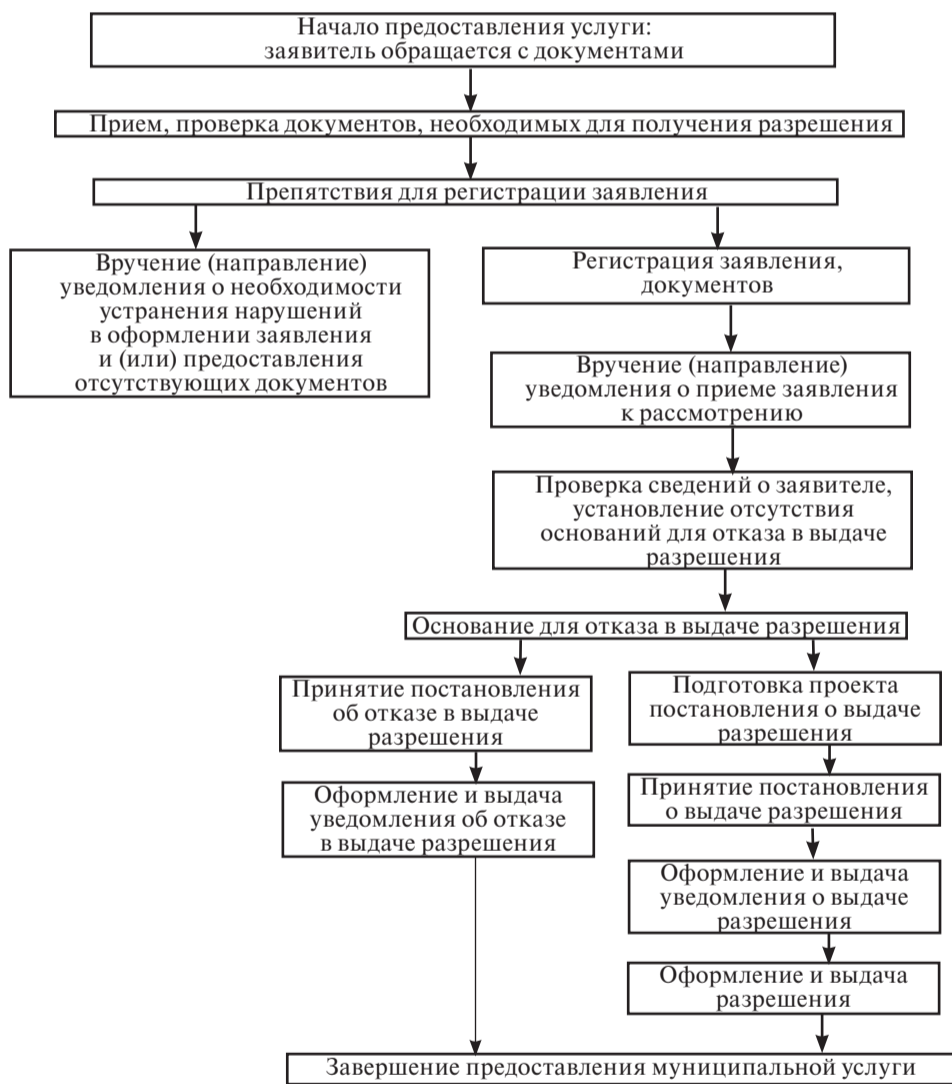 Начало предоставления услуги:
заявитель обращается с документами
Прием, проверка документов, необходимых для получения разрешения
Препятствия для регистрации заявления
Вручение (направление)
уведомления о необходимости
устранения нарушений
в оформлении заявления
и (или) предоставления
отсутствующих документов
Регистрация заявления,
документов
Вручение (направление)
уведомления о приеме заявления
к рассмотрению
Проверка сведений о заявителе,
установление отсутствия
оснований для отказа в выдаче
разрешения
Основание для отказа в выдаче разрешения
Принятие постановления
об отказе в выдаче
разрешения
Оформление и выдача
уведомления об отказе
в выдаче разрешения
Подготовка проекта
постановления о выдаче
разрешения
Принятие постановления
о выдаче разрешения
Оформление и выдача
уведомления о выдаче
разрешения
Оформление и выдача
разрешения
Завершение предоставления муниципальной услуги